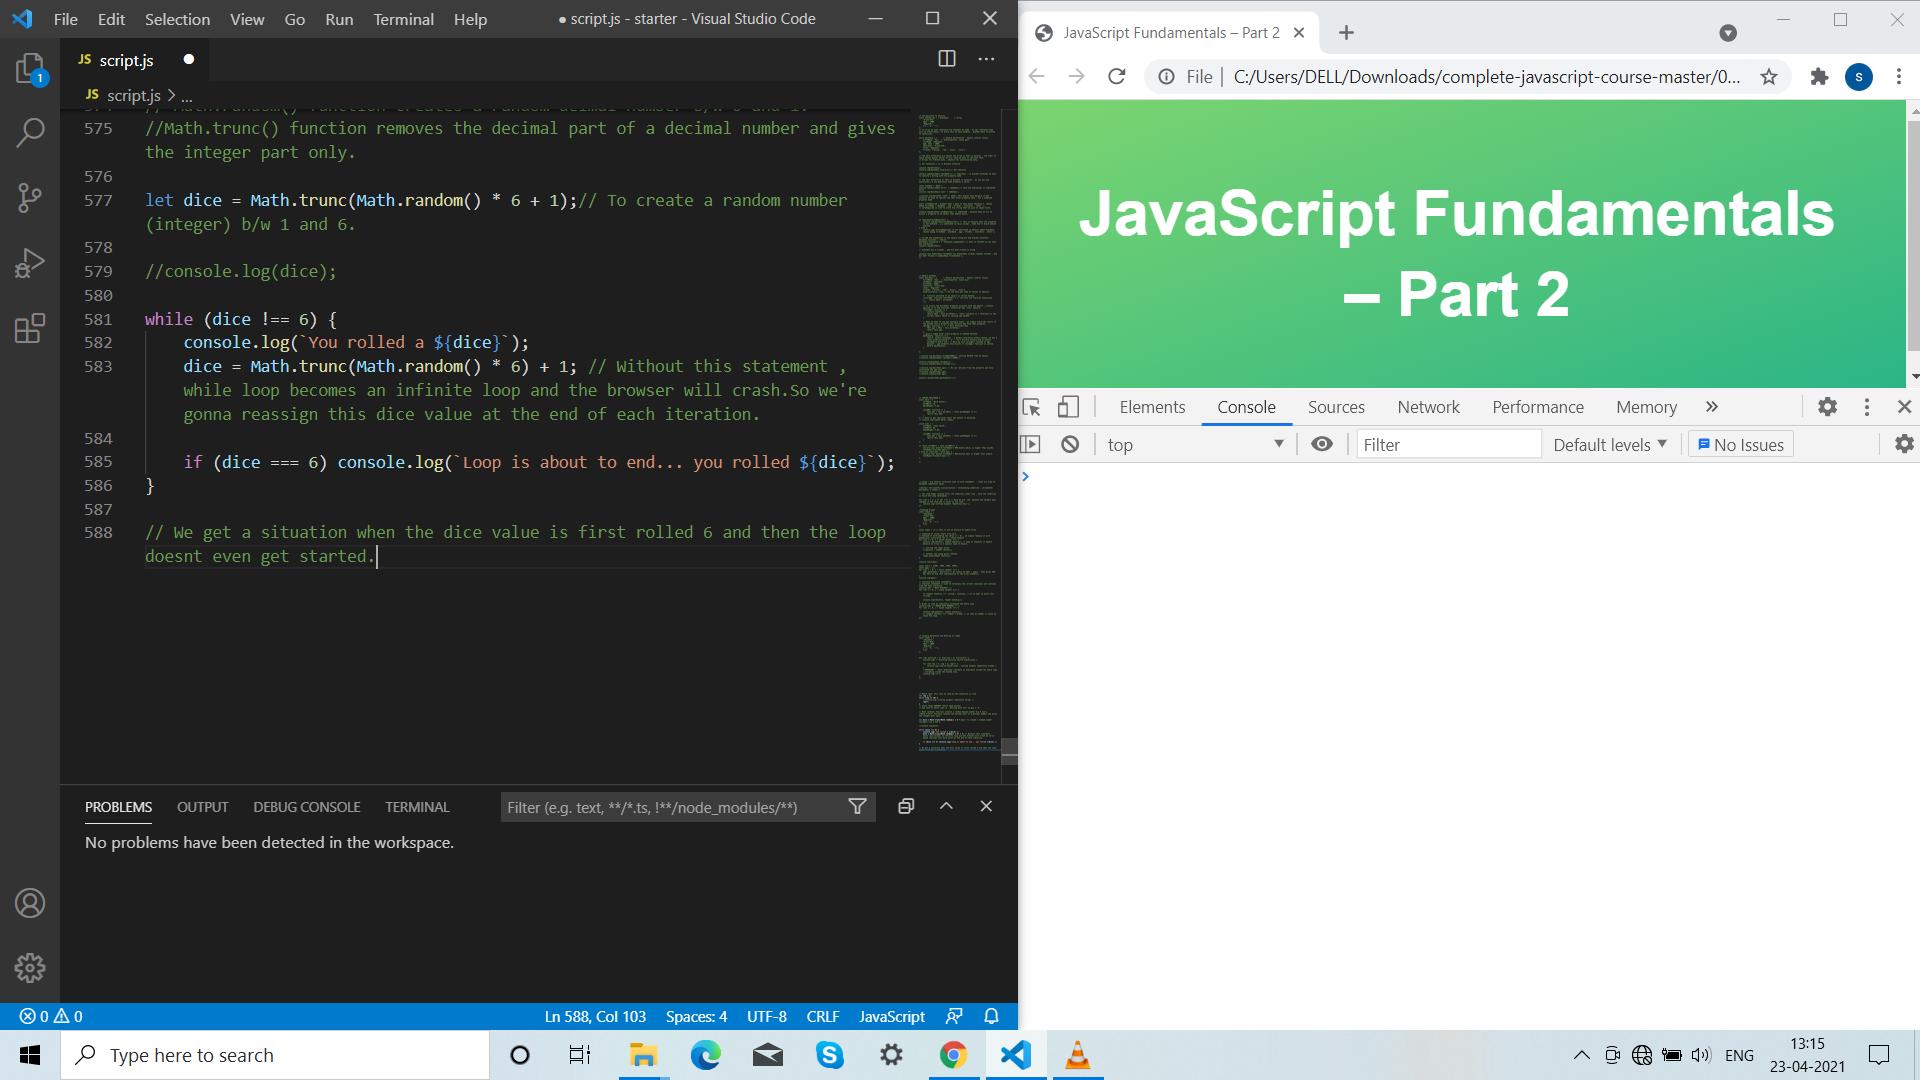 File Edit Selection View Go Run Terminal Help ● script.js - starter - Visual Studio Code
JS script.js ●
JS script.js > ...
575 //Math.trunc() function removes the decimal part of a decimal number and gives
the integer part only.
576
577 let dice = Math.trunc(Math.random() * 6 + 1);// To create a random number
(integer) b/w 1 and 6.
578
579 //console.log(dice);
580
581 while (dice !== 6) {
582 console.log(`You rolled a ${dice}`);
583 dice = Math.trunc(Math.random() * 6) + 1; // Without this statement ,
while loop becomes an infinite loop and the browser will crash.So we're
gonna reassign this dice value at the end of each iteration.
584
585 if (dice === 6) console.log(`Loop is about to end... you rolled ${dice}`);
586 }
587
588 // We get a situation when the dice value is first rolled 6 and then the loop
doesnt even get started.
1
PROBLEMS OUTPUT DEBUG CONSOLE TERMINAL Filter (e.g. text, **/*.ts, !**/node_modules/**)
No problems have been detected in the workspace.
0 0 Ln 588, Col 103 Spaces: 4 UTF-8 CRLF JavaScript
JavaScript Fundamentals – Part 2
File | C:/Users/DELL/Downloads/complete-javascript-course-master/0... s
JavaScript Fundamentals
– Part 2
Elements Console Sources Network Performance Memory »
top Filter Default levels No Issues
Type here to search
ENG 13:15
23-04-2021